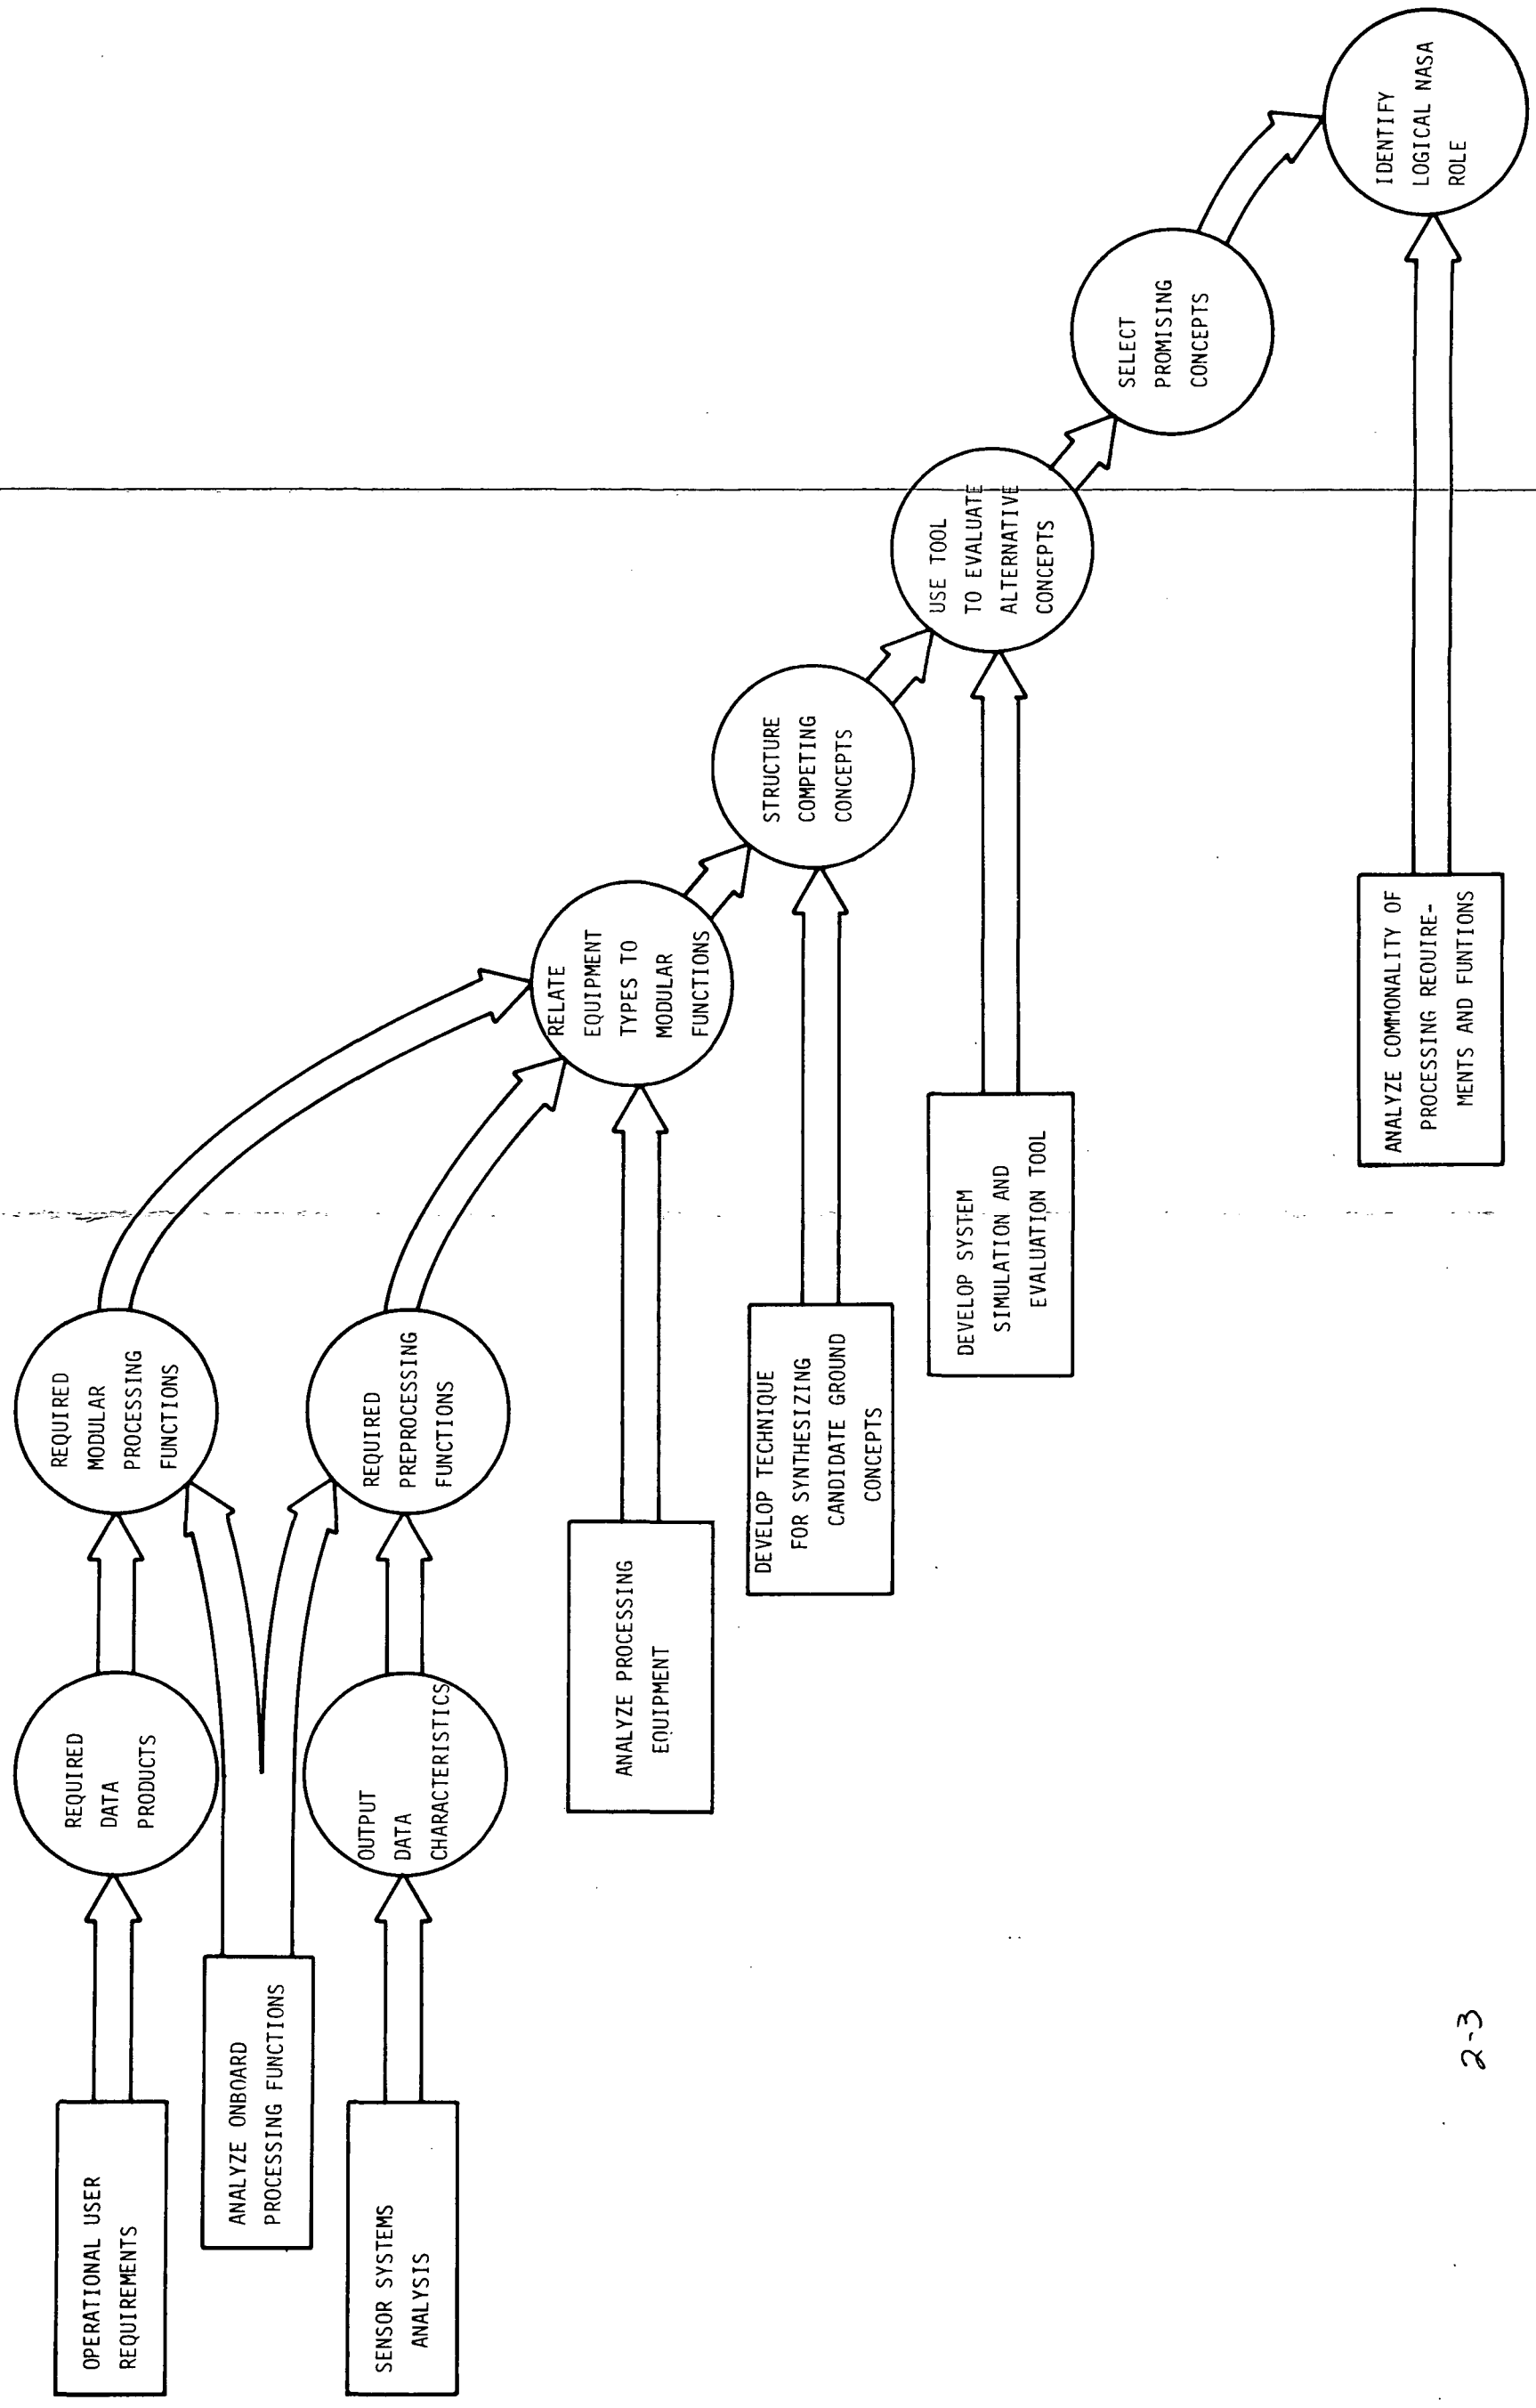 OPERATIONAL USER
REQUIREMENTS
REQUIRED
DATA
PRODUCTS
REQUIRED
MODULAR
PROCESSING
FUNCTIONS
ANALYZE ONBOARD
PROCESSING FUNCTIONS
SENSOR SYSTEMS
ANALYSIS
OUTPUT
DATA
CHARACTERISTICS
REQUIRED
PREPROCESSING
FUNCTIONS
RELATE
EQUIPMENT
TYPES TO
MODULAR
FUNCTIONS
ANALYZE PROCESSING
EQUIPMENT
STRUCTURE
COMPETING
CONCEPTS
DEVELOP TECHNIQUE
FOR SYNTHESIZING
CANDIDATE GROUND
CONCEPTS
USE TOOL
TO EVALUATE
ALTERNATIVE
CONCEPTS
DEVELOP SYSTEM
SIMULATION AND
EVALUATION TOOL
SELECT
PROMISING
CONCEPTS
IDENTIFY
LOGICAL NASA
ROLE
ANALYZE COMMONALITY OF
PROCESSING REQUIRE-
MENTS AND FUNTIONS
2-3